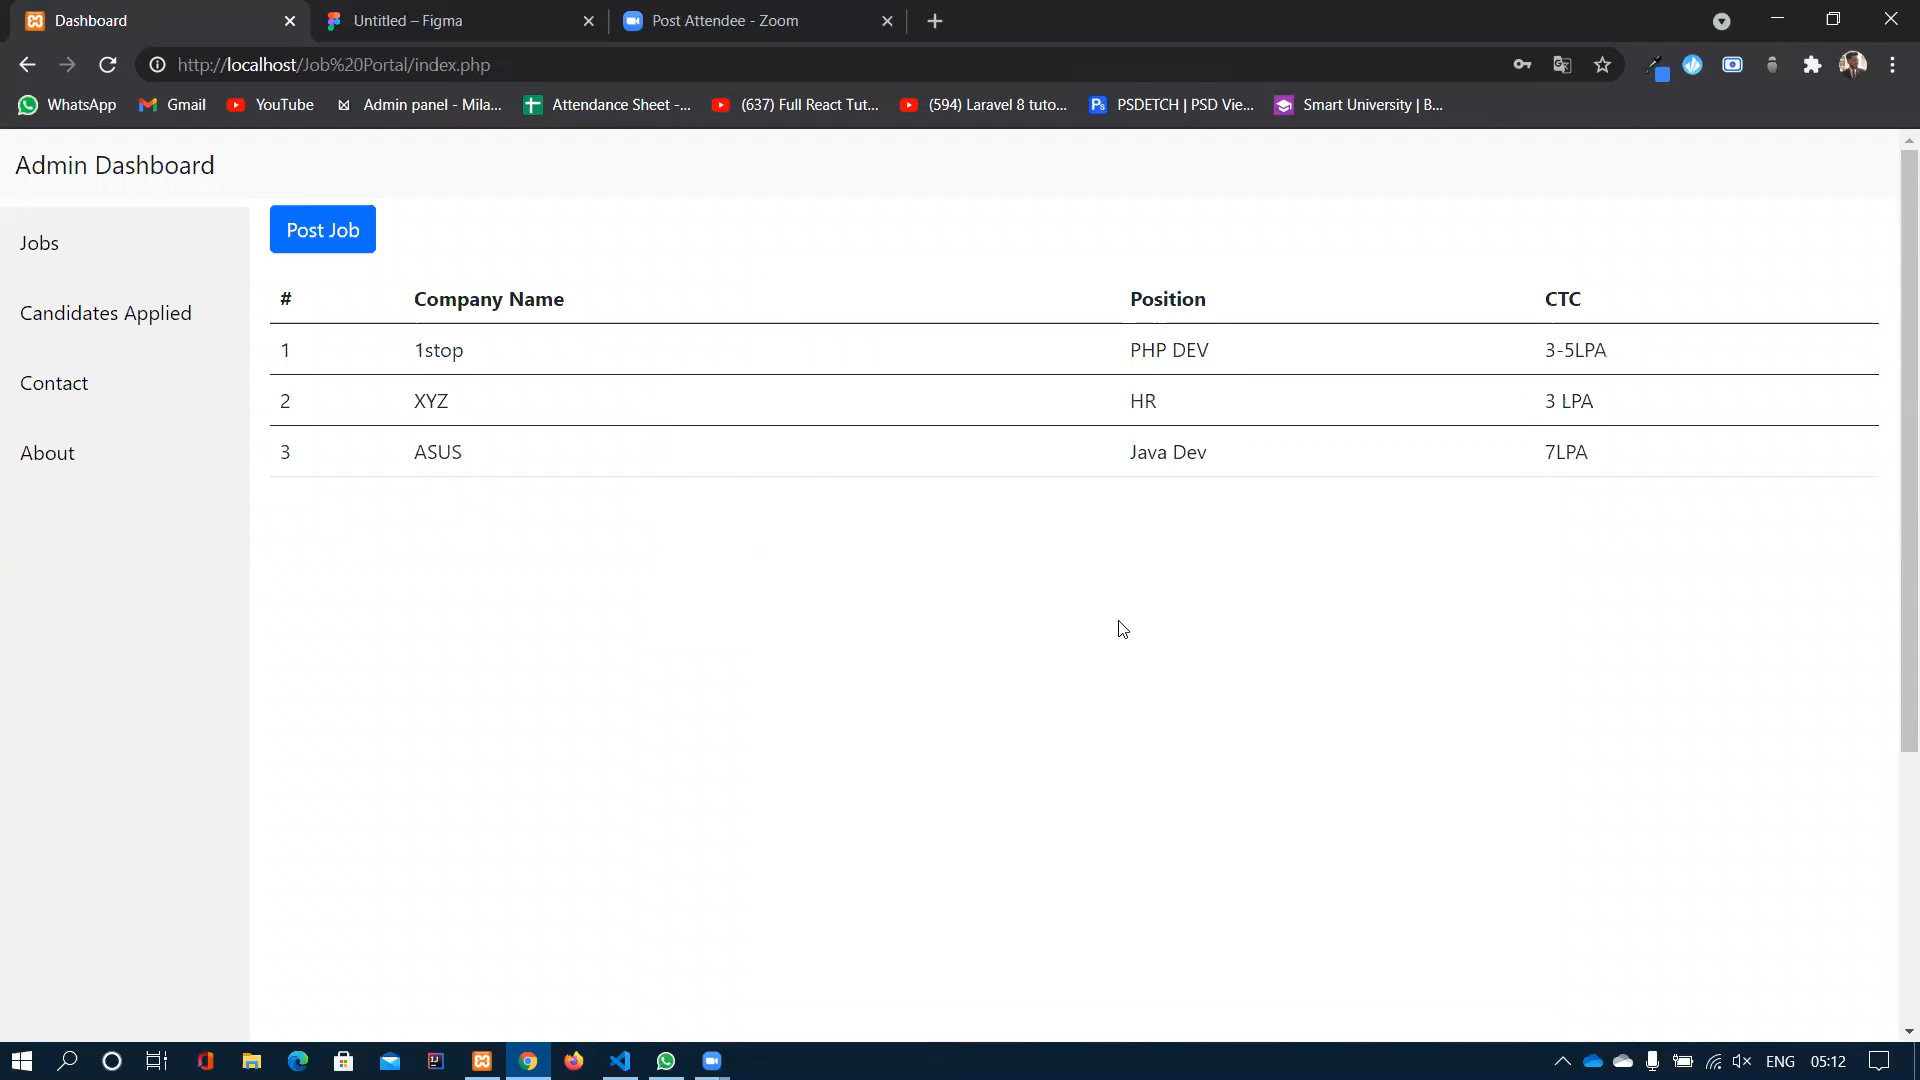 Dashboard
Untitled – Figma
Post Attendee - Zoom
http://localhost/Job%20Portal/index.php
WhatsApp
Gmail
YouTube
Admin panel - Mila...
Attendance Sheet -...
(637) Full React Tut...
(594) Laravel 8 tuto...
PSDETCH | PSD Vie...
Smart University | B...
Admin Dashboard
Jobs
Candidates Applied
Contact
About
Post Job
# Company Name Position CTC
1 1stop PHP DEV 3-5LPA
2 XYZ HR 3 LPA
3 ASUS Java Dev 7LPA
ENG 05:12